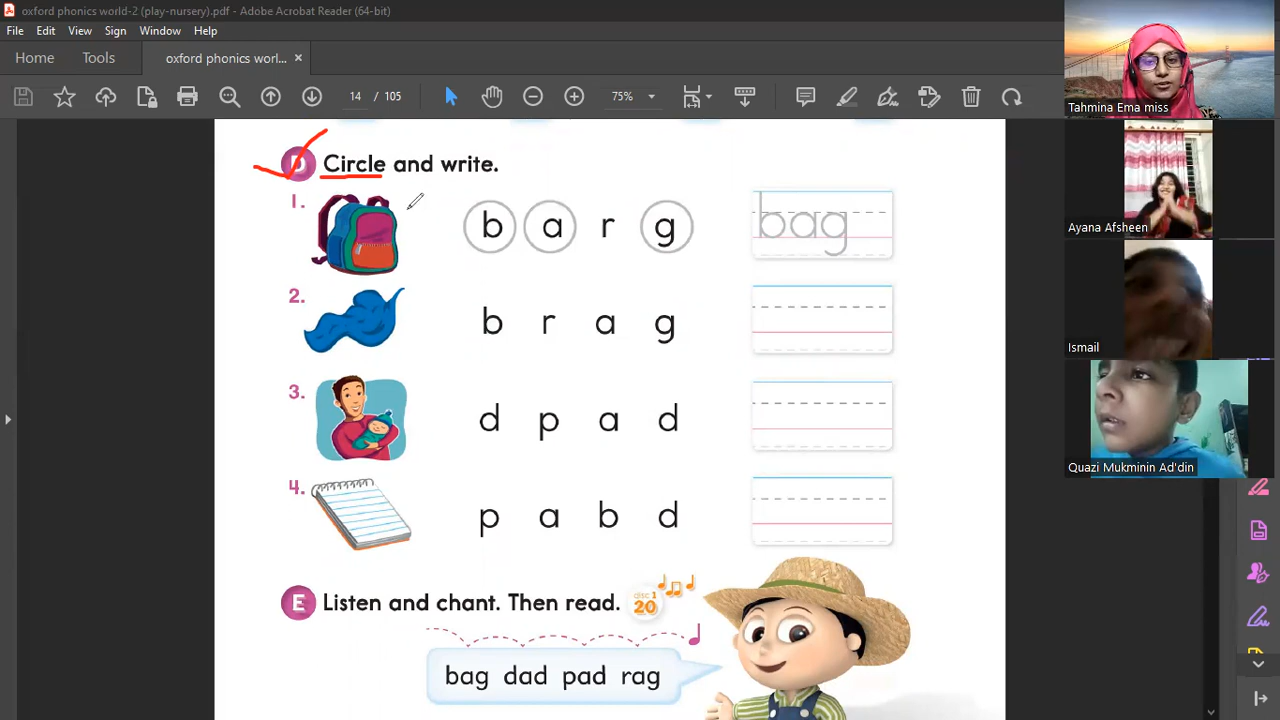 oxford phonics world-2 (play-nursery).pdf - Adobe Acrobat Reader (64-bit)
File Edit View Sign Window Help
Home Tools oxford phonics worl... ×
14 / 105 75%
D Circle and write.
1. b a r g bag
2. b r a g
3. d p a d
4. p a b d
E Listen and chant. Then read. disc 1 20
bag dad pad rag
Tahmina Ema miss
Ayana Afsheen
Ismail
Quazi Mukminin Ad'din